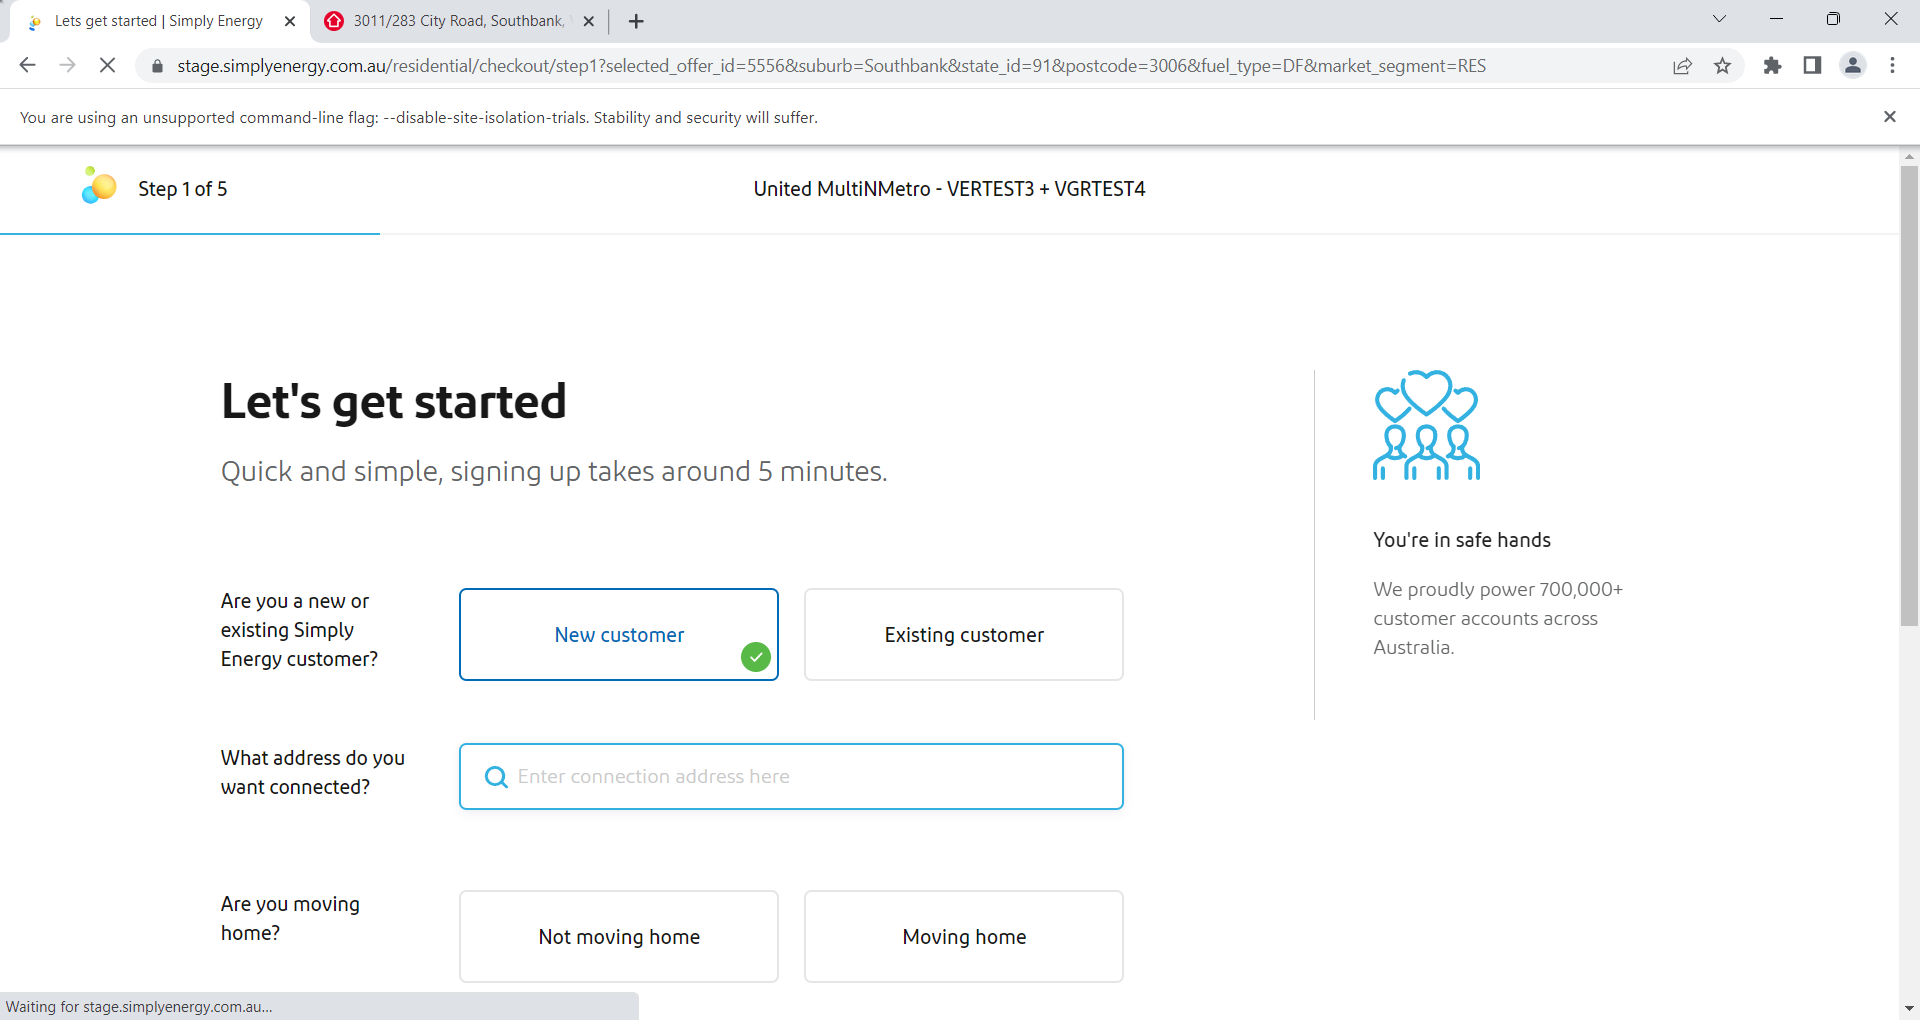 Lets get started | Simply Energy
3011/283 City Road, Southbank,
stage.simplyenergy.com.au/residential/checkout/step1?selected_offer_id=5556&suburb=Southbank&state_id=91&postcode=3006&fuel_type=DF&market_segment=RES
You are using an unsupported command-line flag: --disable-site-isolation-trials. Stability and security will suffer.
Step 1 of 5
United MultiNMetro - VERTEST3 + VGRTEST4
Let's get started
Quick and simple, signing up takes around 5 minutes.
You're in safe hands
We proudly power 700,000+
customer accounts across
Australia.
Are you a new or
existing Simply
Energy customer?
New customer
Existing customer
What address do you
want connected?
Enter connection address here
Are you moving
home?
Not moving home
Moving home
Waiting for stage.simplyenergy.com.au...